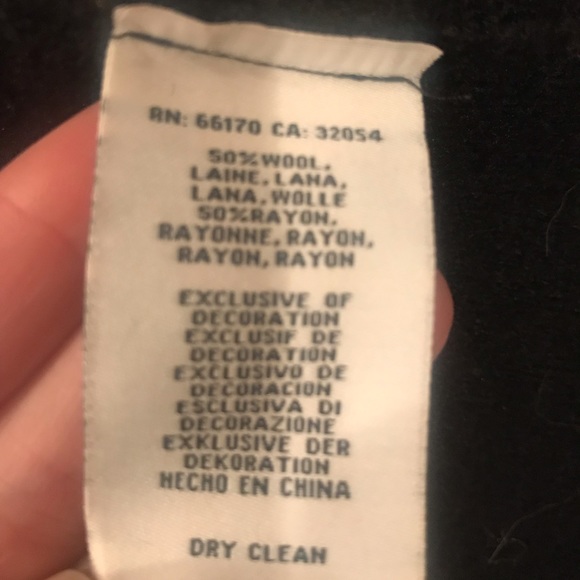 RN: 66170 CA: 32054
50%WOOL,
LAINE, LANA,
LANA, WOLLE
50%RAYON,
RAYONNE, RAYON,
RAYON, RAYON
EXCLUSIVE OF
DECORATION
EXCLUSIF DE
DECORATION
EXCLUSIVO DE
DECORACION
ESCLUSIVA DI
DECORAZIONE
EXKLUSIVE DER
DEKORATION
HECHO EN CHINA
DRY CLEAN